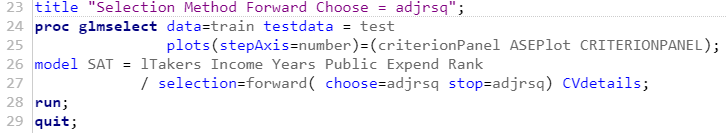 23 title "Selection Method Forward Choose = adjrsq";
24 proc glmselect data=train testdata = test
25 plots(stepAxis=number)=(criterionPanel ASEPlot CRITERIONPANEL);
26 model SAT = lTakers Income Years Public Expend Rank
27 / selection=forward( choose=adjrsq stop=adjrsq) CVdetails;
28 run;
29 quit;